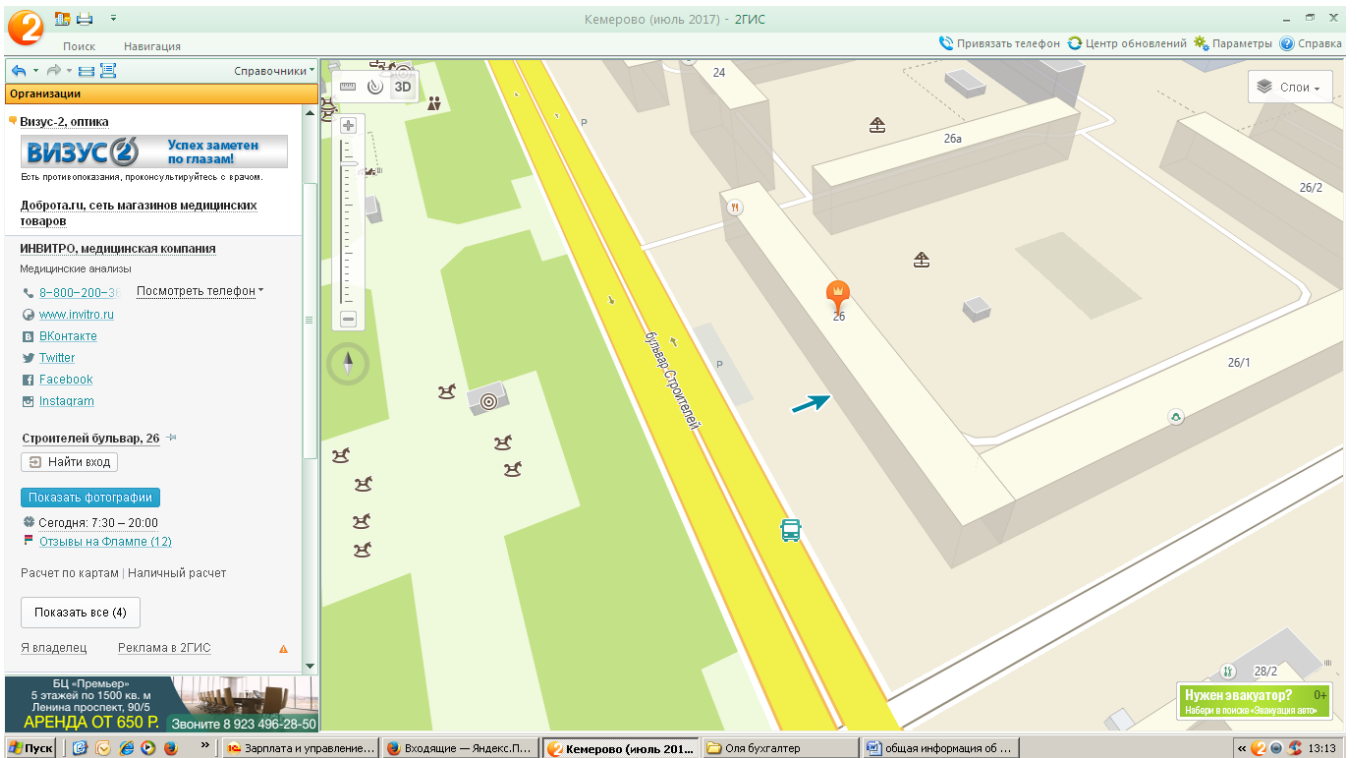 Кемерово (июль 2017) - 2ГИС
Поиск Навигация
Привязать телефон Центр обновлений Параметры Справка
Справочники
Организации
Визус-2, оптика
ВИЗУС 2 Успех заметен
по глазам!
Есть противопоказания, проконсультируйтесь с врачом.
Доброта.ru, сеть магазинов медицинских
товаров
ИНВИТРО, медицинская компания
Медицинские анализы
8-800-200-3 Посмотреть телефон
www.invitro.ru
ВКонтакте
Twitter
Facebook
Instagram
Строителей бульвар, 26
Найти вход
Показать фотографии
Сегодня: 7:30 – 20:00
Отзывы на Флампе (12)
Расчет по картам | Наличный расчет
Показать все (4)
Я владелец Реклама в 2ГИС
БЦ «Премьер»
5 этажей по 1500 кв. м
Ленина проспект, 90/5
АРЕНДА ОТ 650 Р. Звоните 8 923 496-28-50
3D
Слои
24
P
26а
26/2
26
бульвар Строителей
P
26/1
28/2
Нужен эвакуатор? 0+
Набери в поиске «Эвакуация авто»
Пуск
Зарплата и управление...
Входящие — Яндекс.П...
Кемерово (июль 201...
Оля бухгалтер
общая информация об ...
13:13